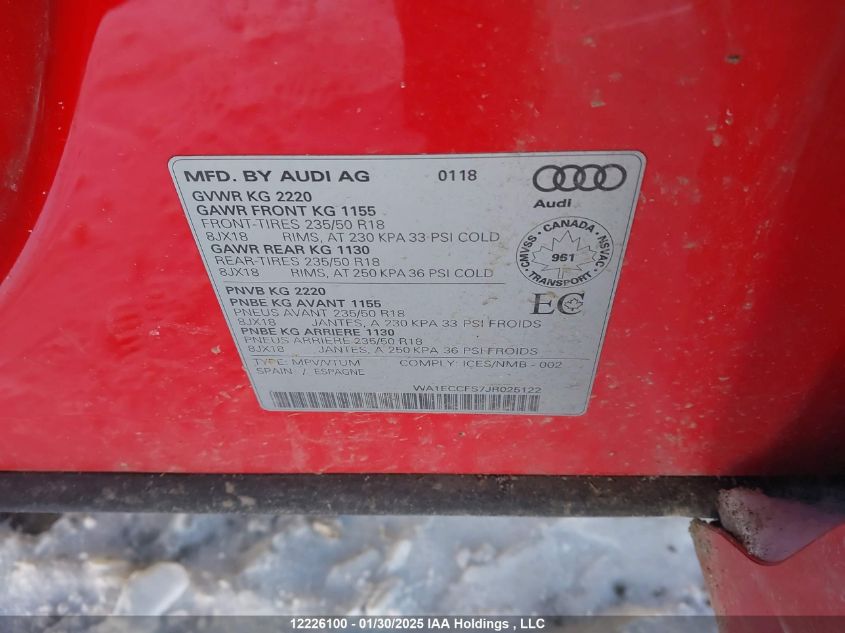 MFD. BY AUDI AG 0118
Audi
GVWR KG 2220
GAWR FRONT KG 1155
FRONT-TIRES 235/50 R18
8JX18 RIMS, AT 230 KPA 33 PSI COLD
GAWR REAR KG 1130
REAR-TIRES 235/50 R18
8JX18 RIMS, AT 250 KPA 36 PSI COLD
CMVSS - CANADA - NSVAC
961
TRANSPORT
EC
PNVB KG 2220
PNBE KG AVANT 1155
PNEUS AVANT 235/50 R18
8JX18 JANTES, A 230 KPA 33 PSI FROIDS
PNBE KG ARRIERE 1130
PNEUS ARRIERE 235/50 R18
8JX18 JANTES, A 250 KPA 36 PSI FROIDS
TYPE: MPV/VTUM COMPLY: ICES/NMB - 002
SPAIN / ESPAGNE
WA1ECCFS7JR025122
12226100 - 01/30/2025 IAA Holdings , LLC